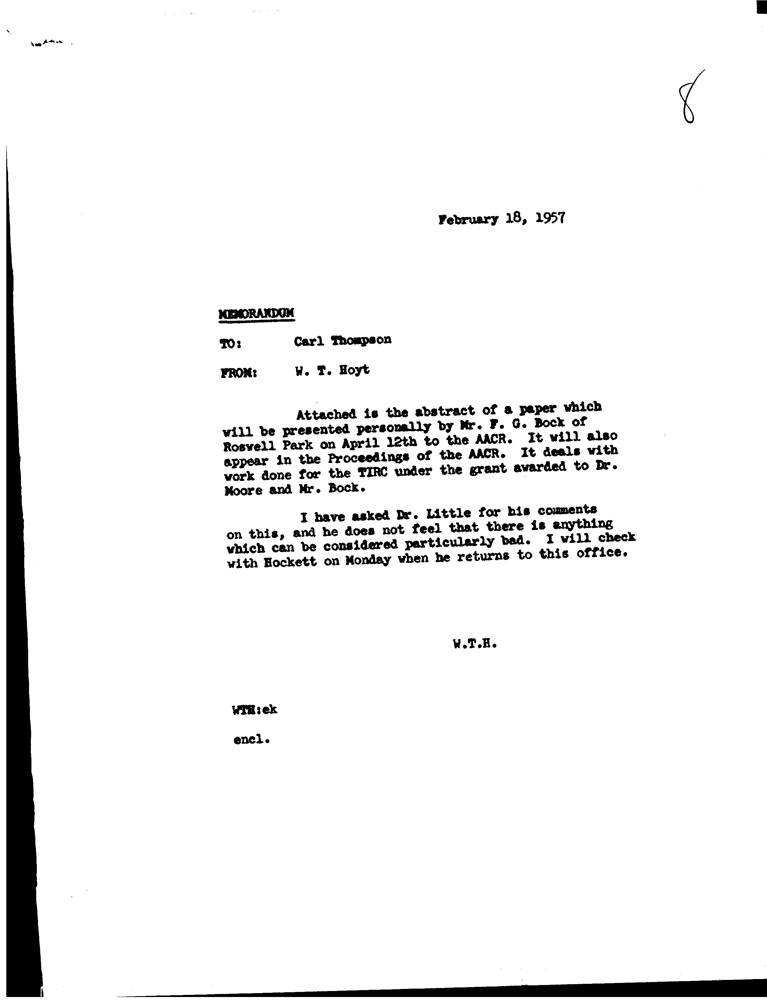 8
February 18, 1957
MEMORANDUM
TO: Carl Thompson
FROM: W. T. Hoyt
Attached is the abstract of a paper which
will be presented personally by Mr. F. G. Bock of
Roswell Park on April 12th to the AACR. It will also
appear in the Proceedings of the AACR. It deals with
work done for the TIRC under the grant awarded to Dr.
Moore and Mr. Bock.
I have asked Dr. Little for his comments
on this, and he does not feel that there is anything
which can be considered particularly bad. I will check
with Hockett on Monday when he returns to this office.
W.T.H.
WTH:ek
encl.